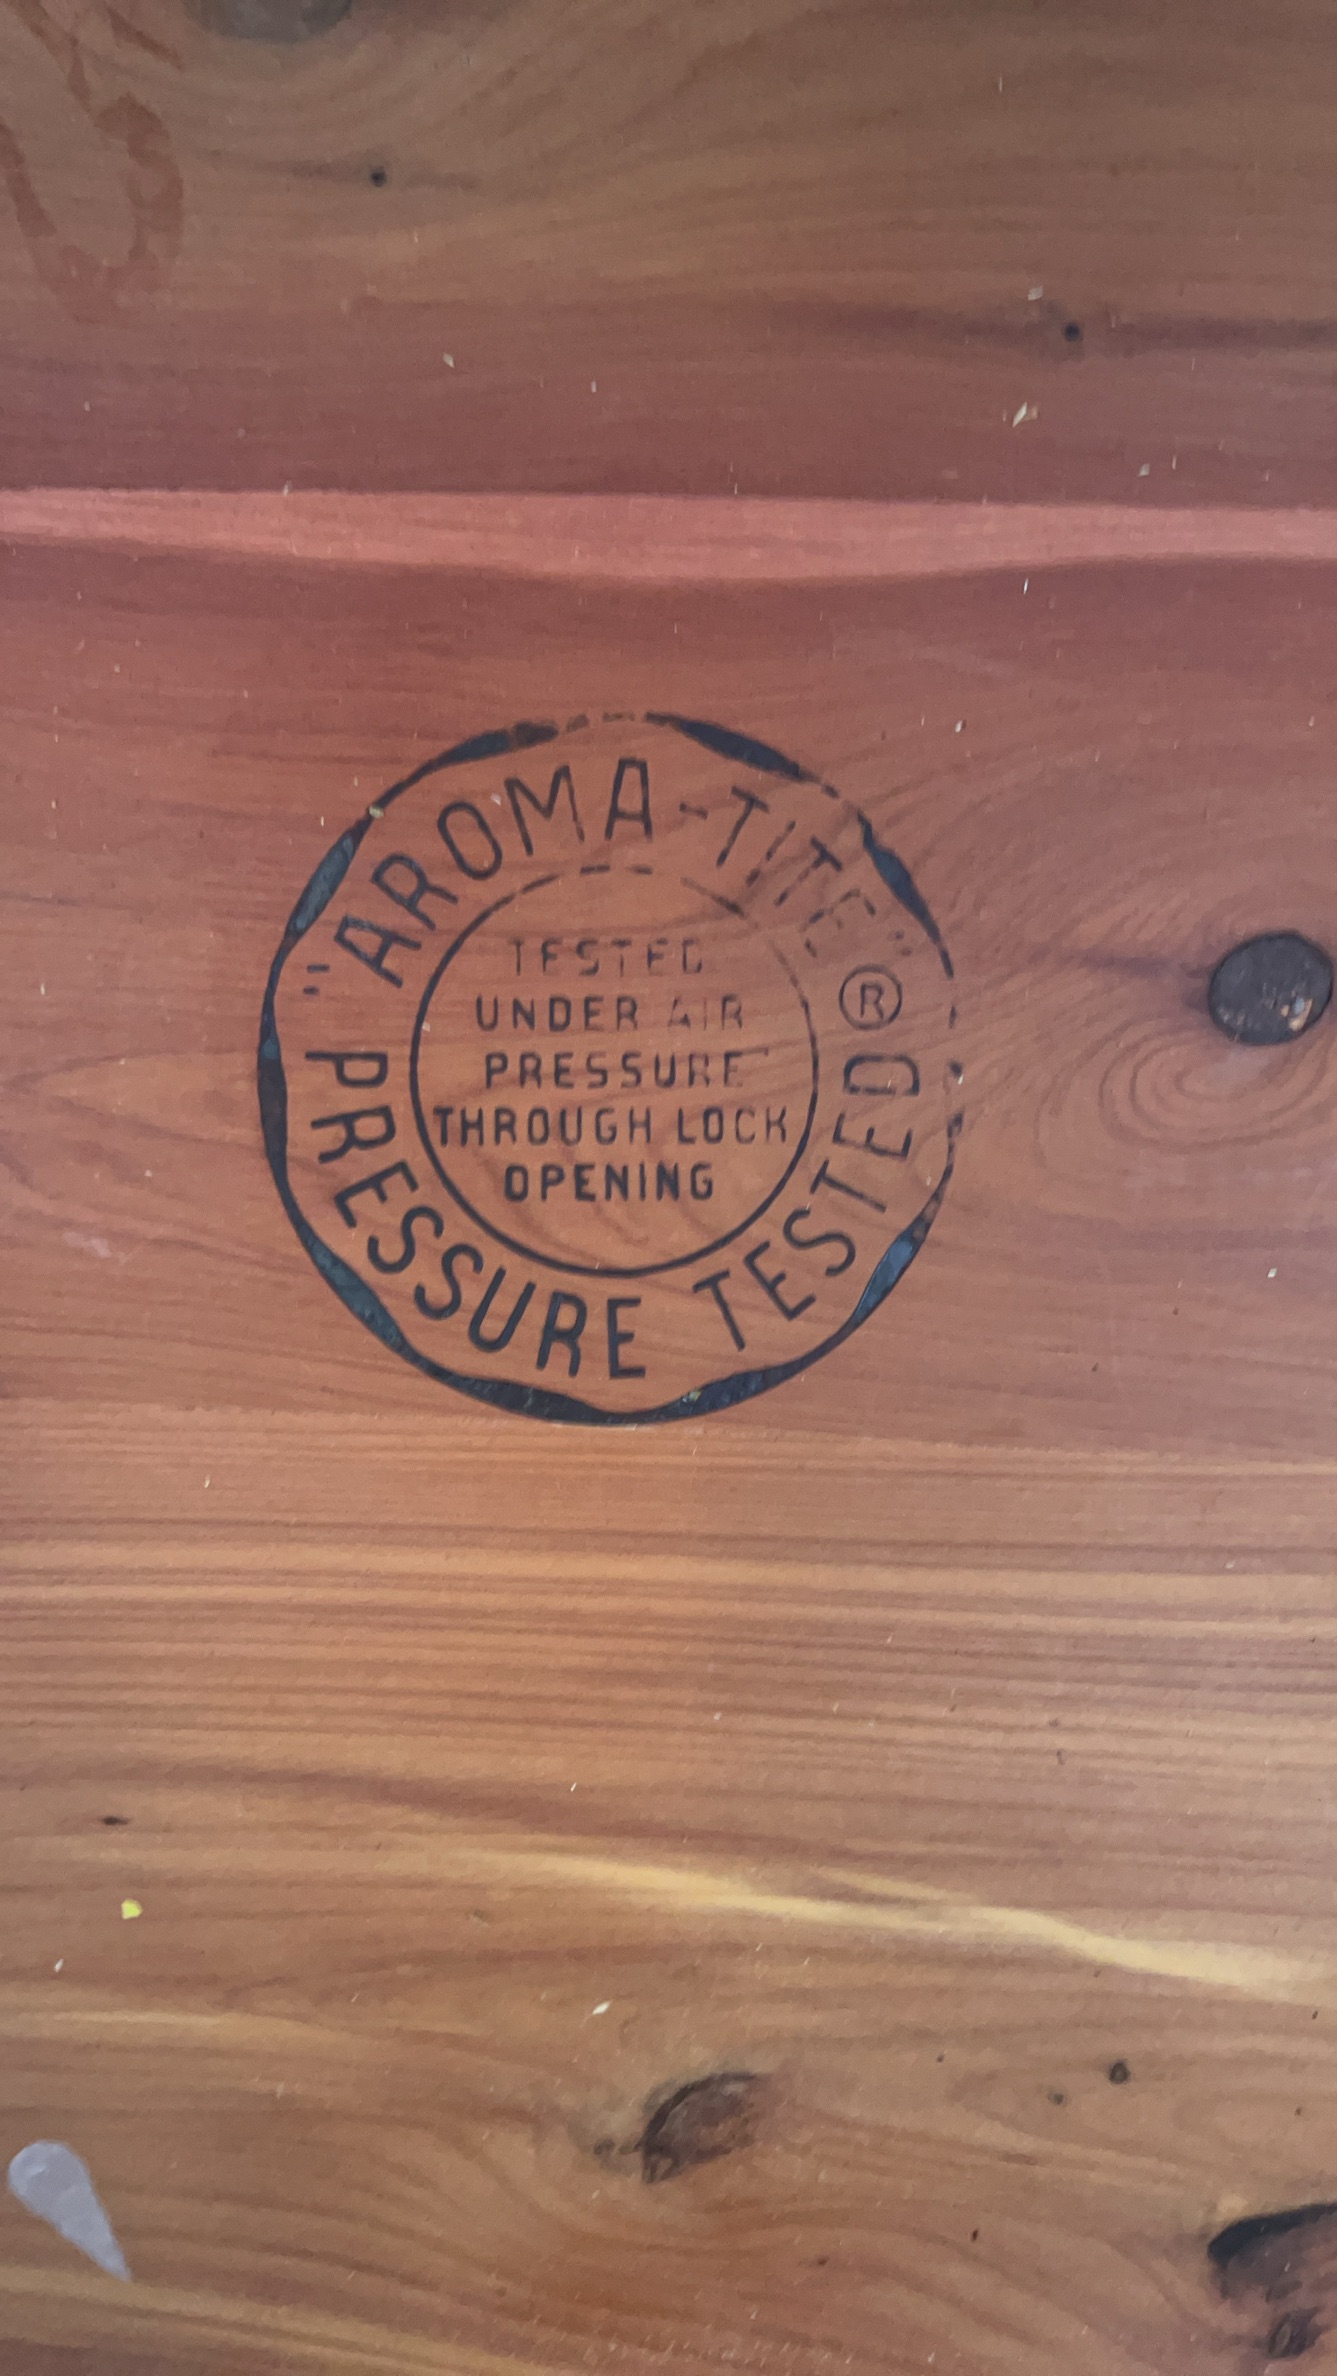 "AROMA-TITE" ®
PRESSURE TESTED
TESTED
UNDER AIR
PRESSURE
THROUGH LOCK
OPENING